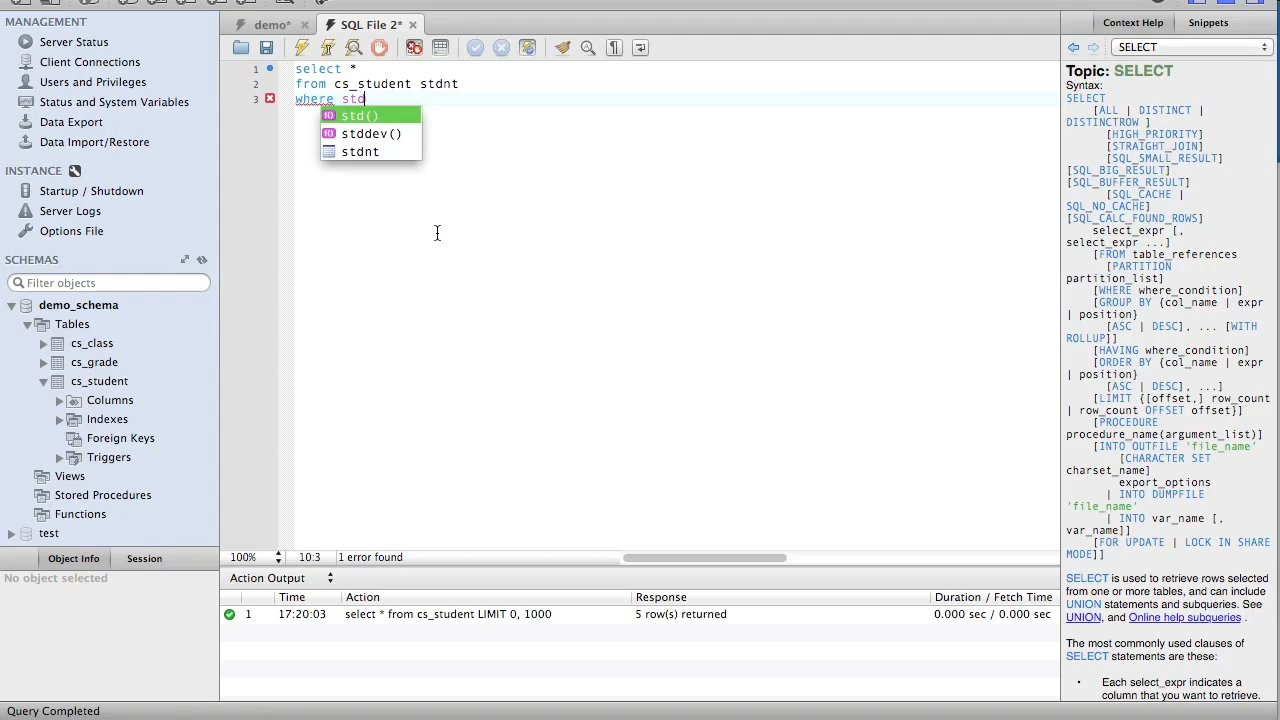 MANAGEMENT
Server Status
Client Connections
Users and Privileges
Status and System Variables
Data Export
Data Import/Restore
INSTANCE
Startup / Shutdown
Server Logs
Options File
SCHEMAS
Filter objects
demo_schema
Tables
cs_class
cs_grade
cs_student
Columns
Indexes
Foreign Keys
Triggers
Views
Stored Procedures
Functions
test
Object Info Session
No object selected
demo* SQL File 2*
1 select *
2 from cs_student stdnt
3 where std
std()
stddev()
stdnt
100% 10:3 1 error found
Action Output
Time Action Response Duration / Fetch Time
1 17:20:03 select * from cs_student LIMIT 0, 1000 5 row(s) returned 0.000 sec / 0.000 sec
Query Completed
Context Help Snippets
SELECT
Topic: SELECT
Syntax:
SELECT
[ALL | DISTINCT |
DISTINCTROW ]
[HIGH_PRIORITY]
[STRAIGHT_JOIN]
[SQL_SMALL_RESULT]
[SQL_BIG_RESULT]
[SQL_BUFFER_RESULT]
[SQL_CACHE |
SQL_NO_CACHE]
[SQL_CALC_FOUND_ROWS]
select_expr [,
select_expr ...]
[FROM table_references
[PARTITION
partition_list]
[WHERE where_condition]
[GROUP BY {col_name | expr
| position}
[ASC | DESC], ... [WITH
ROLLUP]]
[HAVING where_condition]
[ORDER BY {col_name | expr
| position}
[ASC | DESC], ...]
[LIMIT {[offset,] row_count
| row_count OFFSET offset}]
[PROCEDURE
procedure_name(argument_list)]
[INTO OUTFILE 'file_name'
[CHARACTER SET
charset_name]
export_options
| INTO DUMPFILE
'file_name'
| INTO var_name [,
var_name]]
[FOR UPDATE | LOCK IN SHARE
MODE]]
SELECT is used to retrieve rows selected
from one or more tables, and can include
UNION statements and subqueries. See
UNION, and Online help subqueries .
The most commonly used clauses of
SELECT statements are these:
• Each select_expr indicates a
column that you want to retrieve.